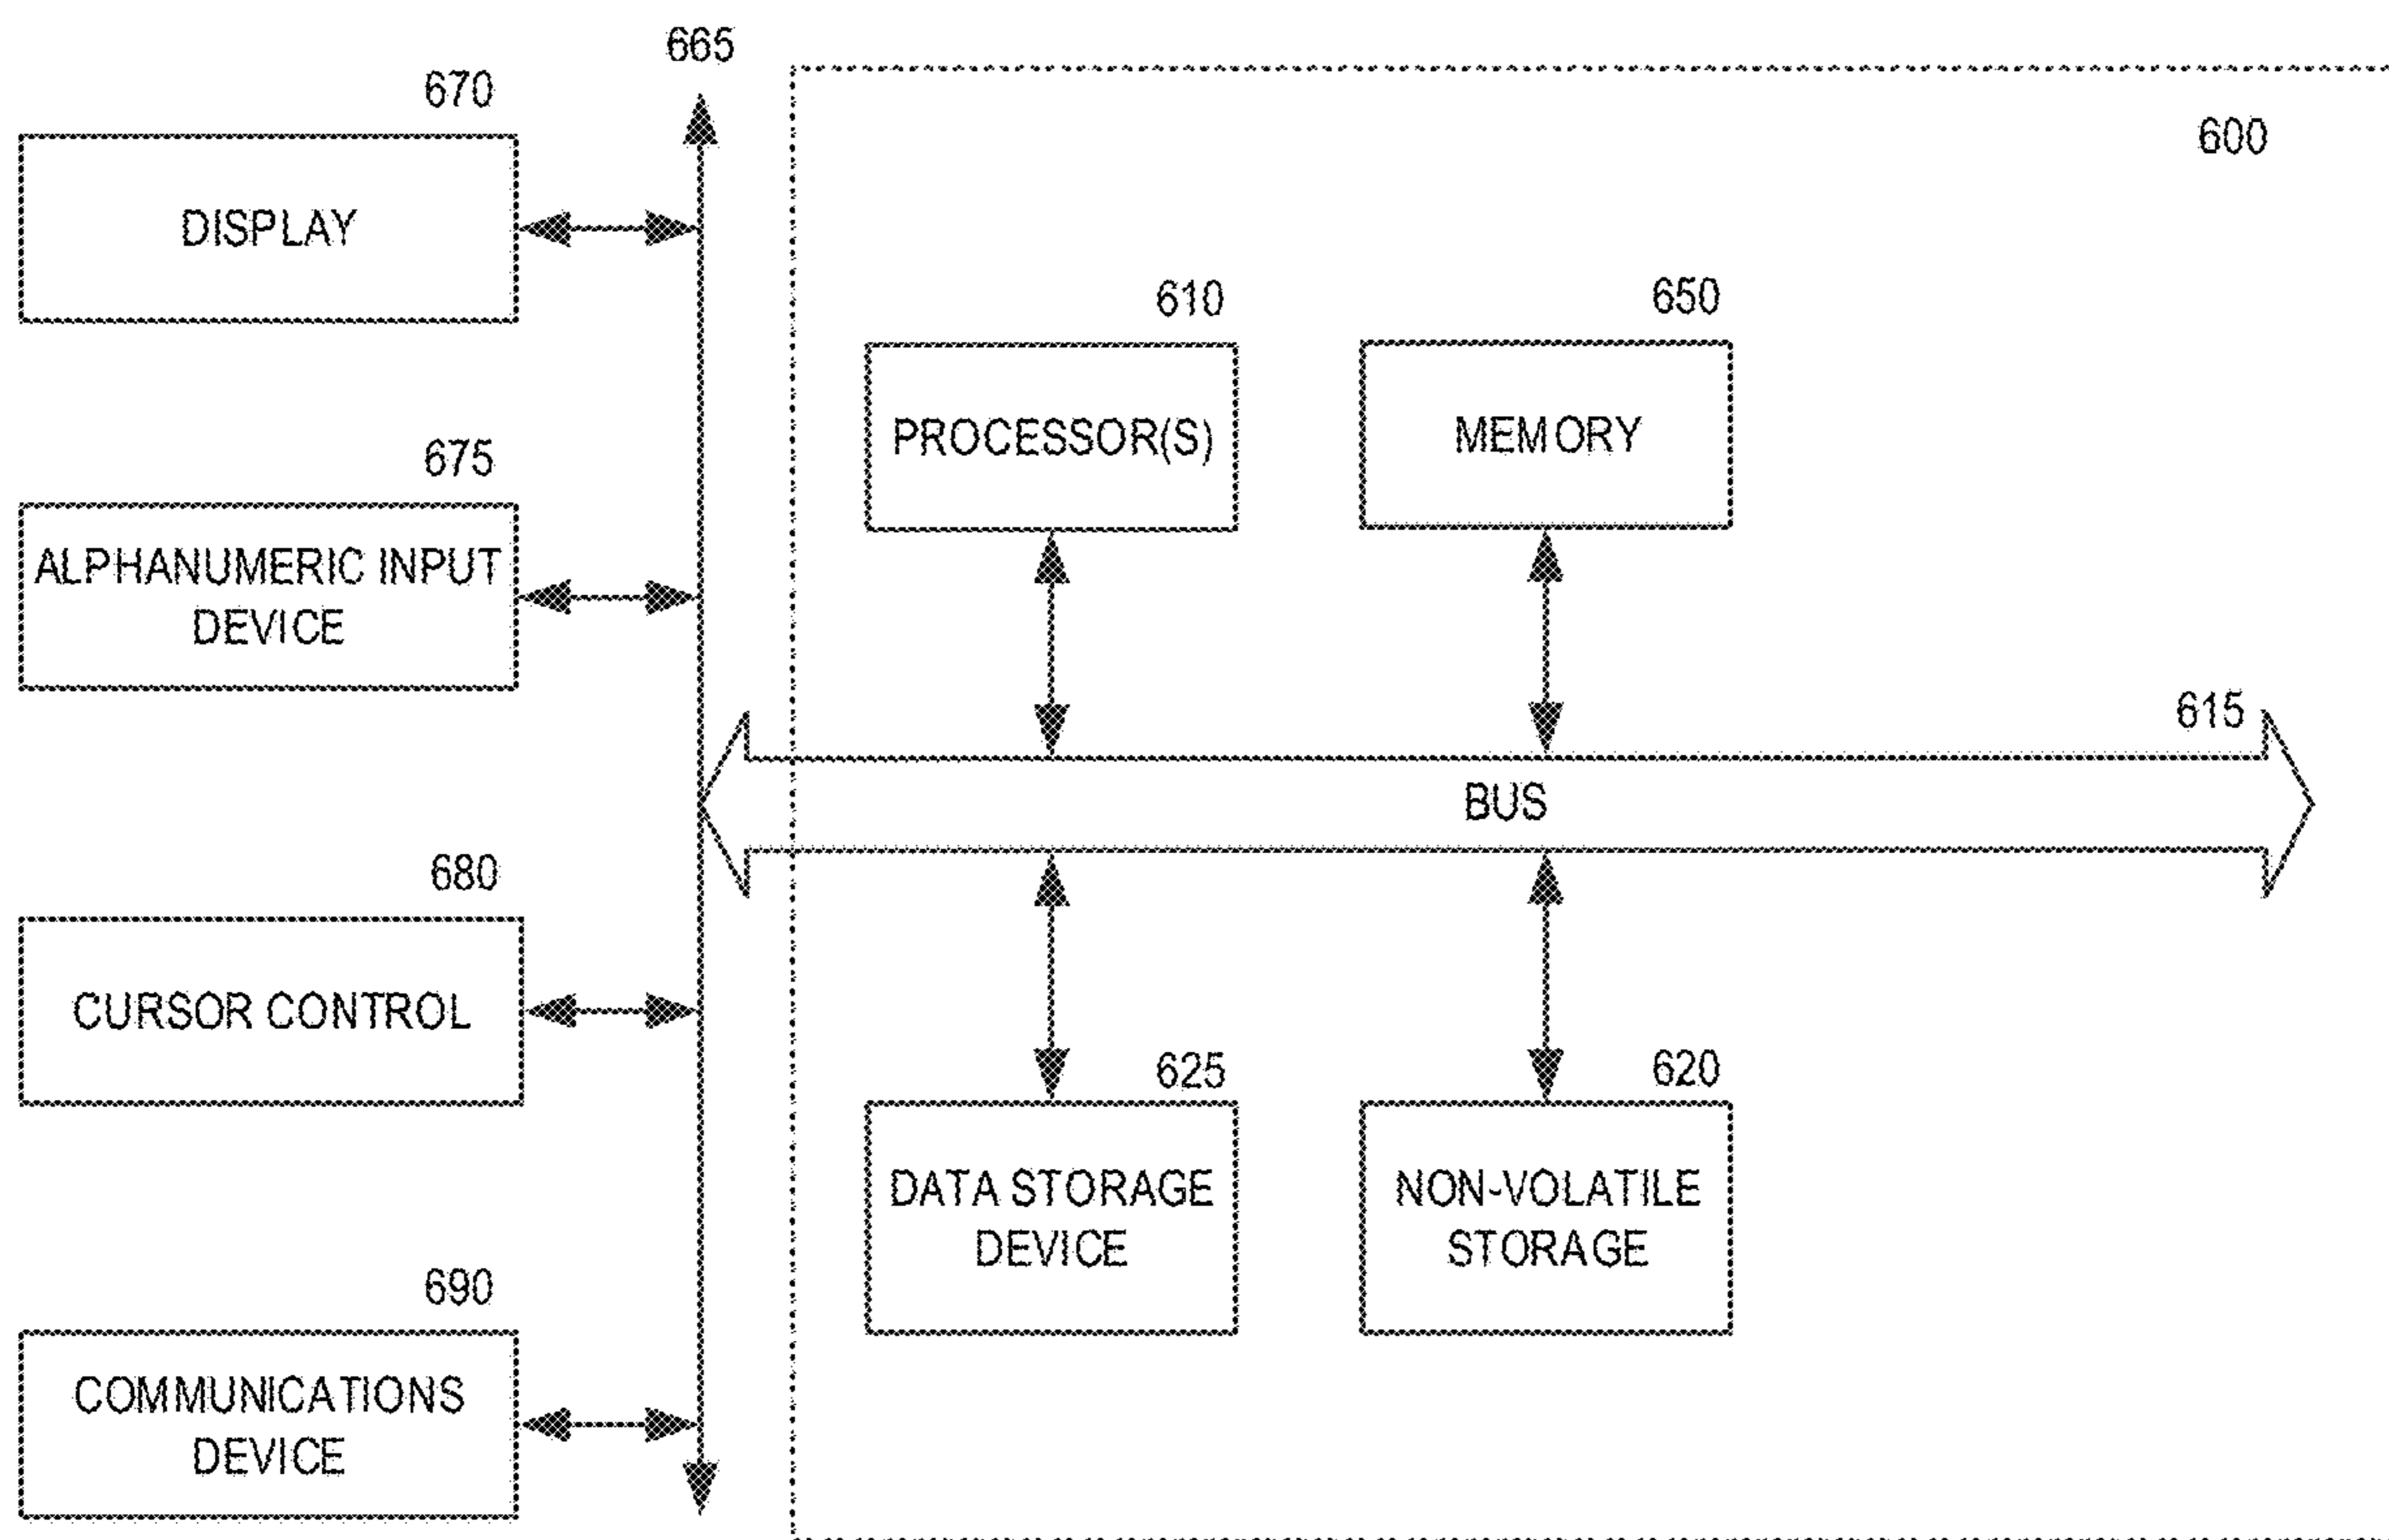 665
670
600
DISPLAY
610
650
PROCESSOR(S)
MEMORY
675
ALPHANUMERIC INPUT
DEVICE
615
BUS
680
CURSOR CONTROL
625
620
DATA STORAGE
DEVICE
NON-VOLATILE
STORAGE
690
COMMUNICATIONS
DEVICE